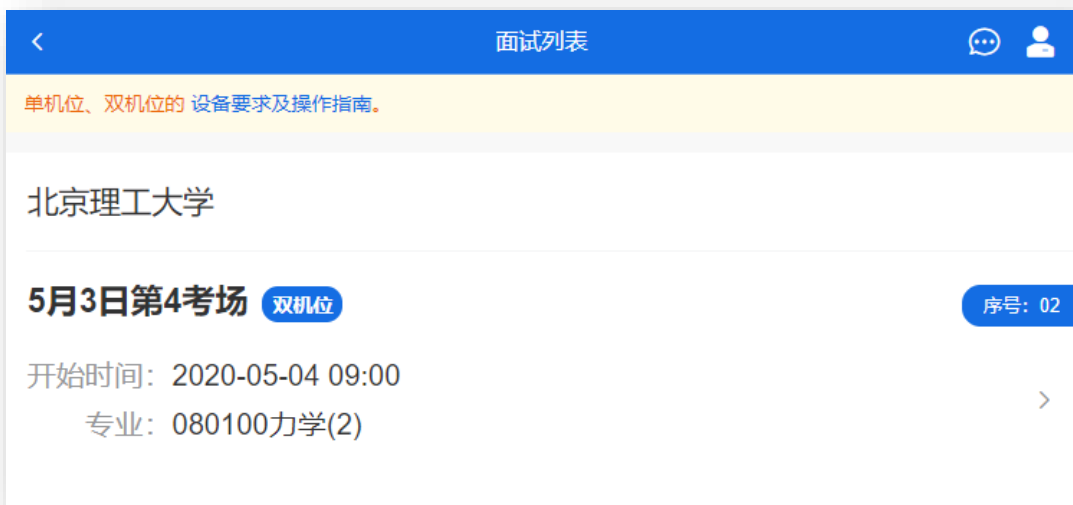 面试列表
单机位、双机位的 设备要求及操作指南。
北京理工大学
5月3日第4考场 双机位 序号：02
开始时间：2020-05-04 09:00
专业：080100力学(2)